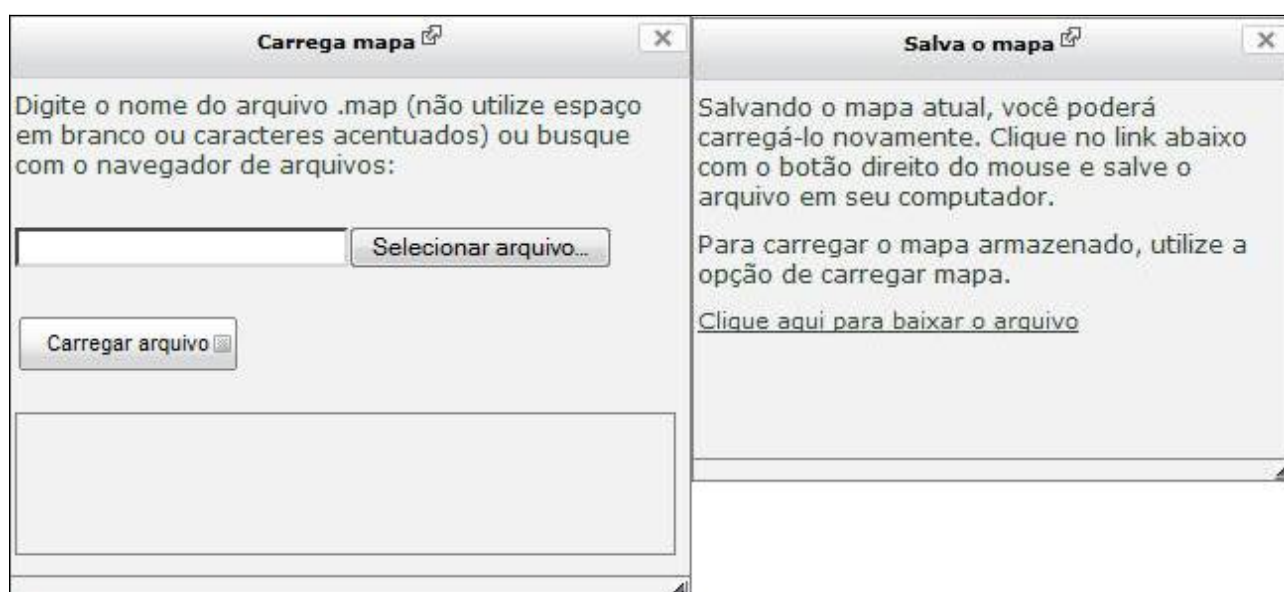 Carrega mapa
Digite o nome do arquivo .map (não utilize espaço
em branco ou caracteres acentuados) ou busque
com o navegador de arquivos:
Selecionar arquivo...
Carregar arquivo
Salva o mapa
Salvando o mapa atual, você poderá
carregá-lo novamente. Clique no link abaixo
com o botão direito do mouse e salve o
arquivo em seu computador.
Para carregar o mapa armazenado, utilize a
opção de carregar mapa.
Clique aqui para baixar o arquivo